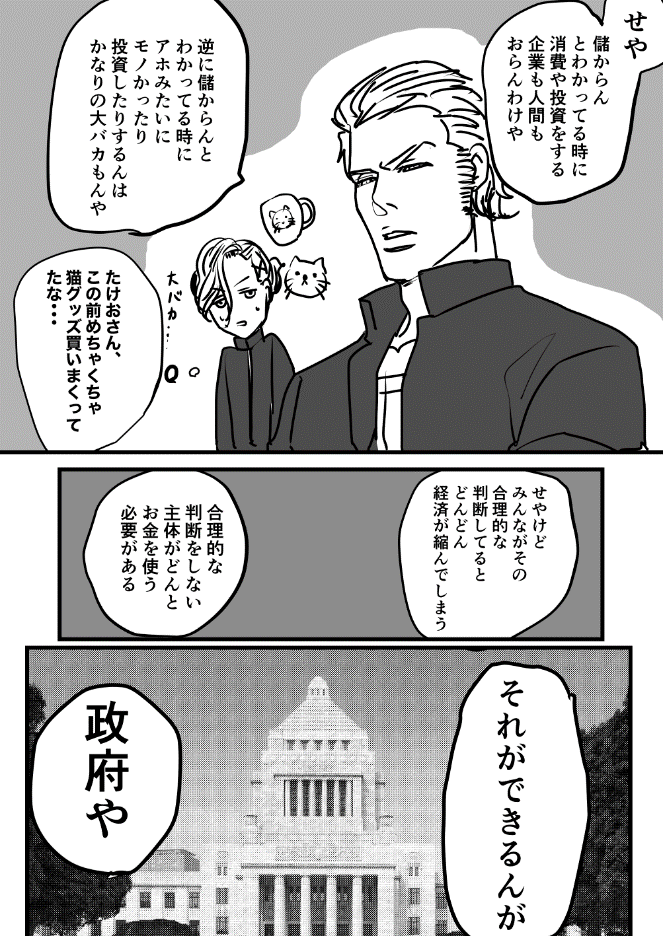 せや
儲からん
とわかってる時に
消費や投資をする
企業も人間も
おらんわけや
逆に儲からんと
わかってる時に
アホみたいに
モノかったり
投資したりするんは
かなりの大バカもんや
大バカ…
たけおさん、
この前めちゃくちゃ
猫グッズ買いまくって
たな…
せやけど
みんながその
合理的な
判断してると
どんどん
経済が縮んでしまう
合理的な
判断をしない
主体がどんと
お金を使う
必要がある
それができるんが
政府や